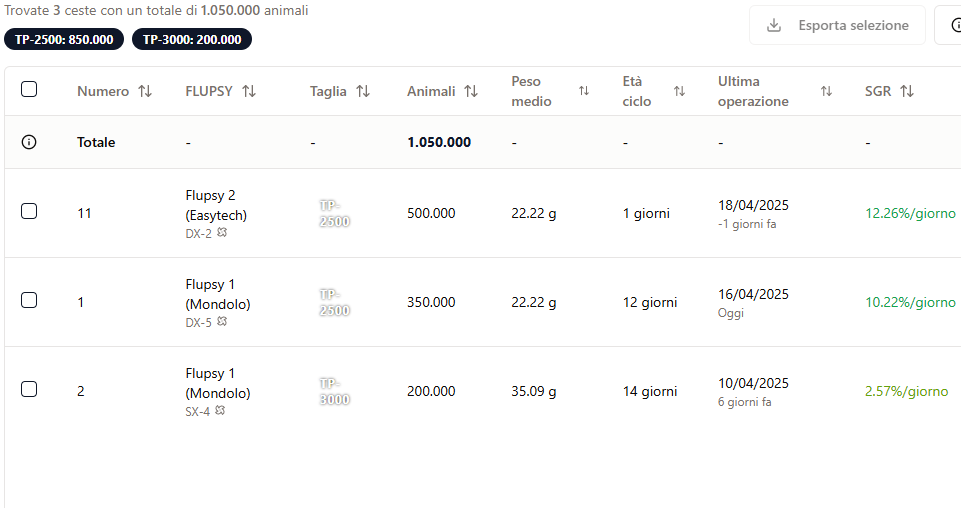 Trovate 3 ceste con un totale di 1.050.000 animali
TP-2500: 850.000 TP-3000: 200.000
Esporta selezione
Numero FLUPSY Taglia Animali Peso medio Età ciclo Ultima operazione SGR
Totale - - 1.050.000 - - - -
11 Flupsy 2 (Easytech) DX-2 TP-2500 500.000 22.22 g 1 giorni 18/04/2025 -1 giorni fa 12.26%/giorno
1 Flupsy 1 (Mondolo) DX-5 TP-2500 350.000 22.22 g 12 giorni 16/04/2025 Oggi 10.22%/giorno
2 Flupsy 1 (Mondolo) SX-4 TP-3000 200.000 35.09 g 14 giorni 10/04/2025 6 giorni fa 2.57%/giorno